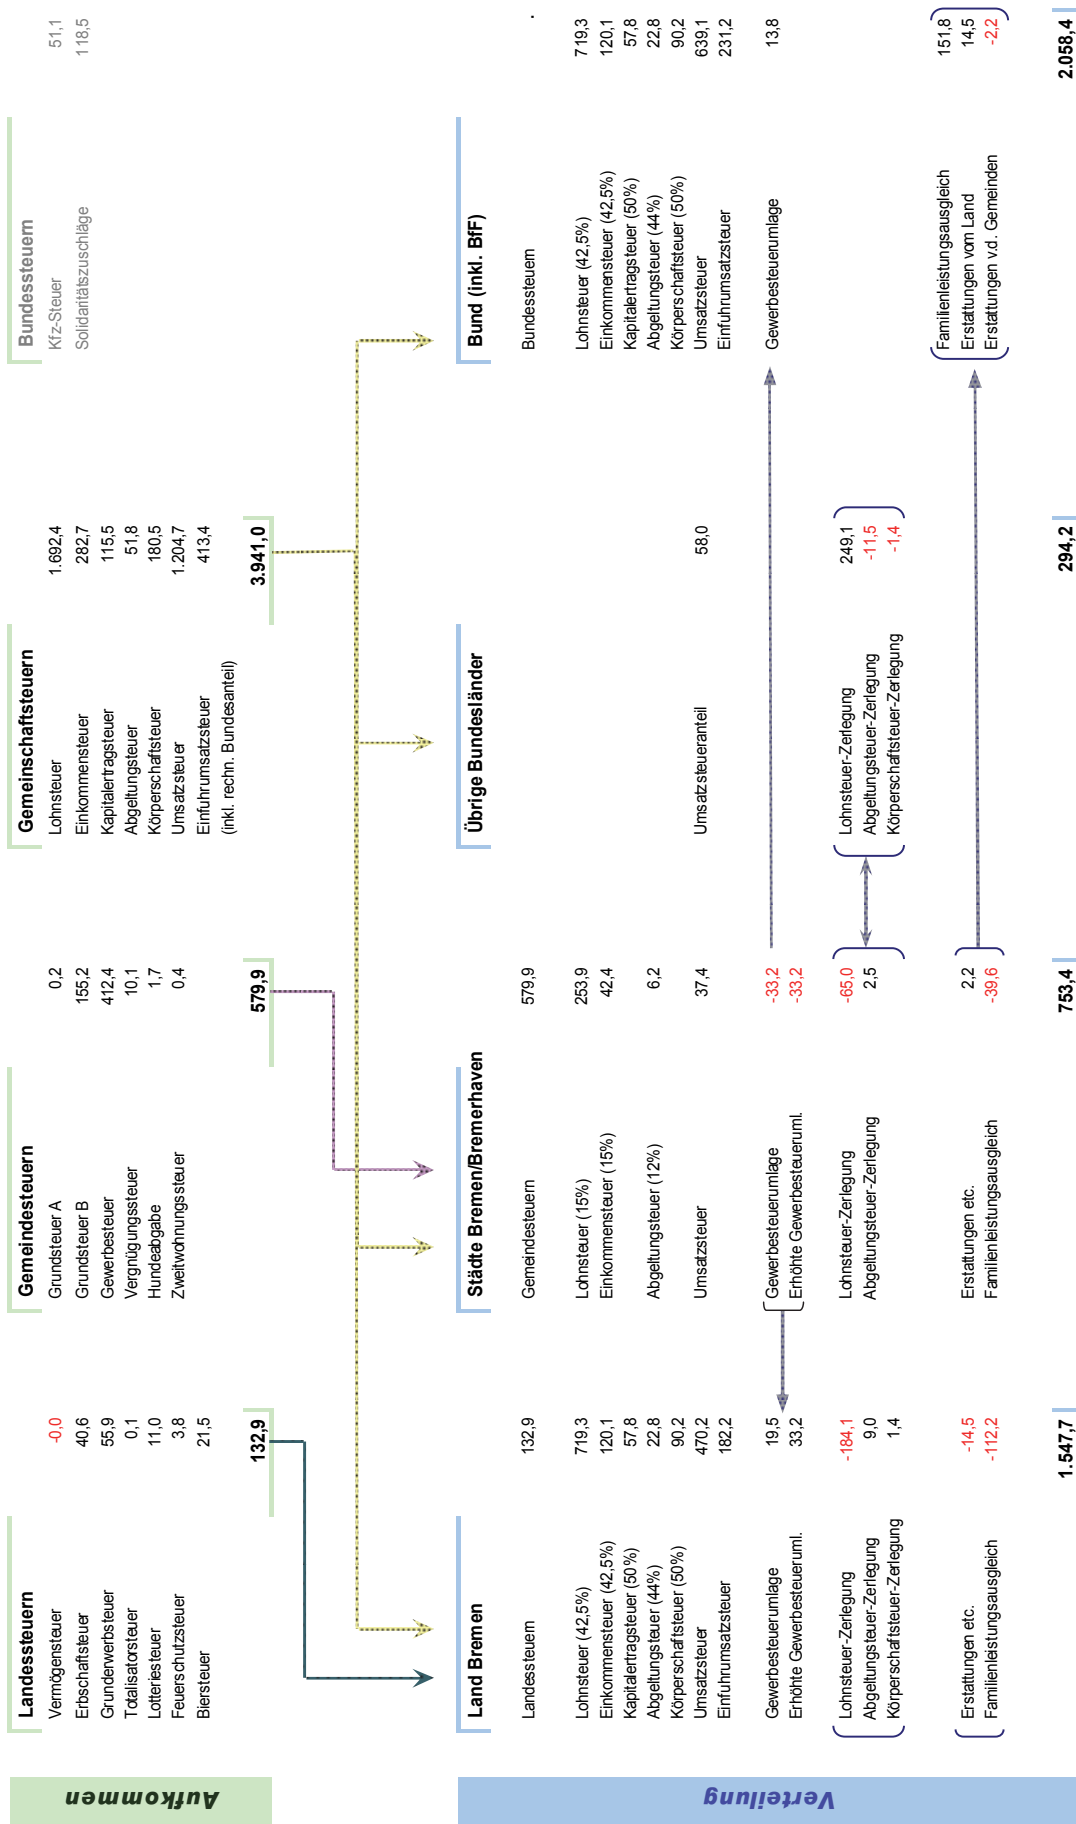 Aufkommen
Landessteuern
Vermögensteuer -0,0
Erbschaftsteuer 40,6
Grunderwerbsteuer 55,9
Totalisatorsteuer 0,1
Lotteriesteuer 11,0
Feuerschutzsteuer 3,8
Biersteuer 21,5
132,9
Gemeindesteuern
Grundsteuer A 0,2
Grundsteuer B 155,2
Gewerbesteuer 412,4
Vergnügungssteuer 10,1
Hundeabgabe 1,7
Zweitwohnungssteuer 0,4
579,9
Gemeinschaftsteuern
Lohnsteuer 1.692,4
Einkommensteuer 282,7
Kapitalertragsteuer 115,5
Abgeltungsteuer 51,8
Körperschaftsteuer 180,5
Umsatzsteuer 1.204,7
Einfuhrumsatzsteuer 413,4
(inkl. rechn. Bundesanteil)
3.941,0
Bundessteuern
Kfz-Steuer 51,1
Solidaritätszuschläge 118,5
Verteilung
Land Bremen
Landessteuern 132,9
Lohnsteuer (42,5%) 719,3
Einkommensteuer (42,5%) 120,1
Kapitalertragsteuer (50%) 57,8
Abgeltungsteuer (44%) 22,8
Körperschaftsteuer (50%) 90,2
Umsatzsteuer 470,2
Einfuhrumsatzsteuer 182,2
Gewerbesteuerumlage 19,5
Erhöhte Gewerbesteueruml. 33,2
Lohnsteuer-Zerlegung -184,1
Abgeltungsteuer-Zerlegung 9,0
Körperschaftsteuer-Zerlegung 1,4
Erstattungen etc. -14,5
Familienleistungsausgleich -112,2
1.547,7
Städte Bremen/Bremerhaven
Gemeindesteuern 579,9
Lohnsteuer (15%) 253,9
Einkommensteuer (15%) 42,4
Abgeltungsteuer (12%) 6,2
Umsatzsteuer 37,4
Gewerbesteuerumlage -33,2
Erhöhte Gewerbesteueruml. -33,2
Lohnsteuer-Zerlegung -65,0
Abgeltungsteuer-Zerlegung 2,5
Erstattungen etc. 2,2
Familienleistungsausgleich -39,6
753,4
Übrige Bundesländer
Umsatzsteueranteil 58,0
Lohnsteuer-Zerlegung 249,1
Abgeltungsteuer-Zerlegung -11,5
Körperschaftsteuer-Zerlegung -1,4
294,2
Bund (inkl. BfF)
Bundessteuern .
Lohnsteuer (42,5%) 719,3
Einkommensteuer (42,5%) 120,1
Kapitalertragsteuer (50%) 57,8
Abgeltungsteuer (44%) 22,8
Körperschaftsteuer (50%) 90,2
Umsatzsteuer 639,1
Einfuhrumsatzsteuer 231,2
Gewerbesteuerumlage 13,8
Familienleistungsausgleich 151,8
Erstattungen vom Land 14,5
Erstattungen v.d. Gemeinden -2,2
2.058,4